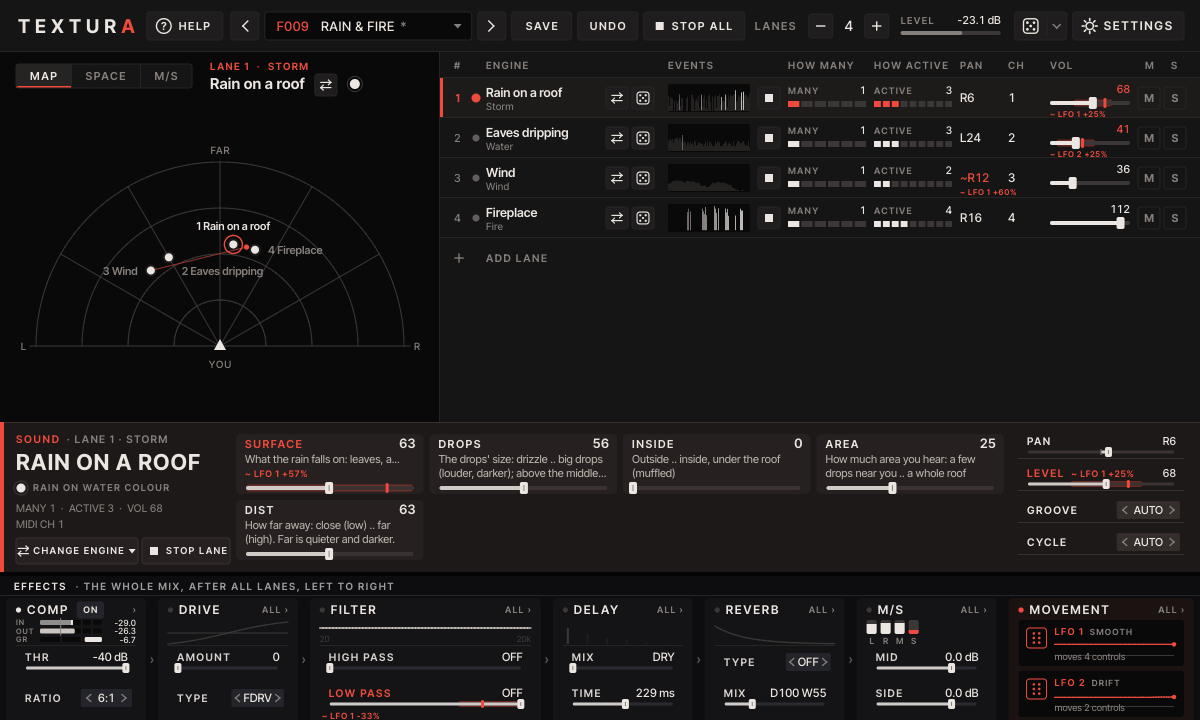 TEXTURA HELP F009 RAIN & FIRE * SAVE UNDO STOP ALL LANES 4 LEVEL -23.1 dB SETTINGS
MAP SPACE M/S
LANE 1 · STORM
Rain on a roof
FAR
1 Rain on a roof
4 Fireplace
3 Wind
2 Eaves dripping
L
R
YOU
# ENGINE EVENTS HOW MANY HOW ACTIVE PAN CH VOL M S
1 Rain on a roof MANY 1 ACTIVE 3 R6 1 68 M S
Storm
~ LFO 1 +25%
2 Eaves dripping MANY 1 ACTIVE 3 L24 2 41 M S
Water
~ LFO 2 +25%
3 Wind MANY 1 ACTIVE 2 ~R12 3 36 M S
Wind
~ LFO 1 +60%
4 Fireplace MANY 1 ACTIVE 4 R16 4 112 M S
Fire
+ ADD LANE
SOUND · LANE 1 · STORM
RAIN ON A ROOF
RAIN ON WATER COLOUR
MANY 1 · ACTIVE 3 · VOL 68
MIDI CH 1
CHANGE ENGINE STOP LANE
SURFACE 63
What the rain falls on: leaves, a...
~ LFO 1 +57%
DROPS 56
The drops' size: drizzle .. big drops
(louder, darker); above the middle...
INSIDE 0
Outside .. inside, under the roof
(muffled)
AREA 25
How much area you hear: a few
drops near you .. a whole roof
DIST 63
How far away: close (low) .. far
(high). Far is quieter and darker.
PAN R6
LEVEL ~ LFO 1 +25% 68
GROOVE < AUTO >
CYCLE < AUTO >
EFFECTS · THE WHOLE MIX, AFTER ALL LANES, LEFT TO RIGHT
COMP ON ›
IN -29.0
OUT -26.3
GR -6.7
THR -40 dB
RATIO < 6:1 >
DRIVE ALL ›
AMOUNT 0
TYPE < FDRV >
FILTER ALL ›
20 20k
HIGH PASS OFF
LOW PASS OFF
~ LFO 1 -33%
DELAY ALL ›
MIX DRY
TIME 229 ms
REVERB ALL ›
TYPE < OFF >
MIX D100 W55
M/S ALL ›
L R M S
MID 0.0 dB
SIDE 0.0 dB
MOVEMENT ALL ›
LFO 1 SMOOTH
moves 4 controls
LFO 2 DRIFT
moves 2 controls